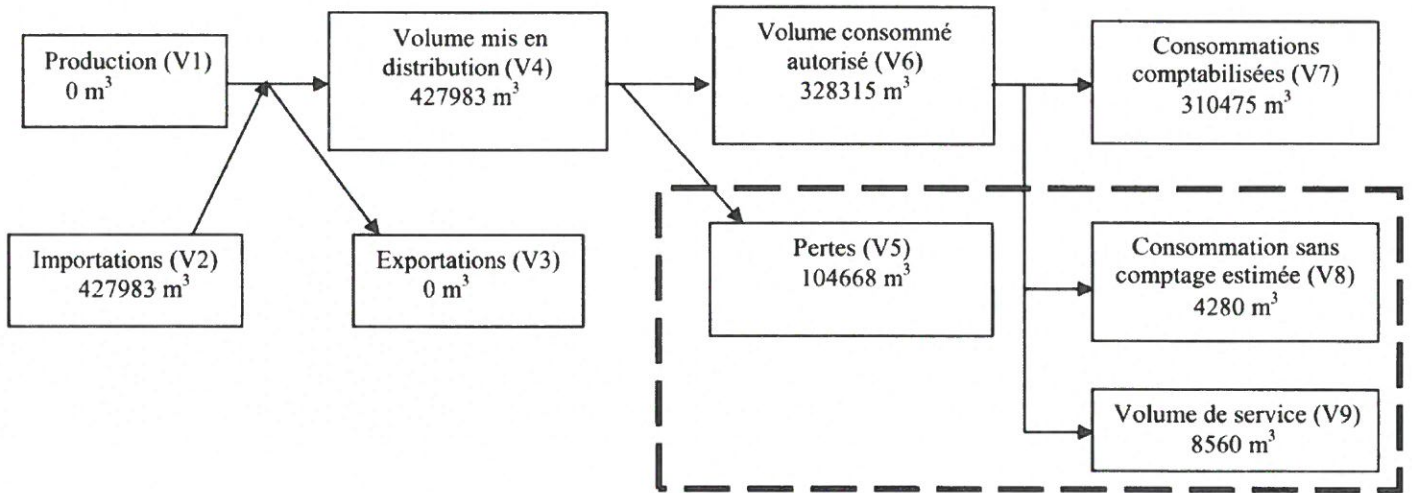 Production (V1)
0 m³
Volume mis en
distribution (V4)
427983 m³
Volume consommé
autorisé (V6)
328315 m³
Consommations
comptabilisées (V7)
310475 m³
Importations (V2)
427983 m³
Exportations (V3)
0 m³
Pertes (V5)
104668 m³
Consommation sans
comptage estimée (V8)
4280 m³
Volume de service (V9)
8560 m³